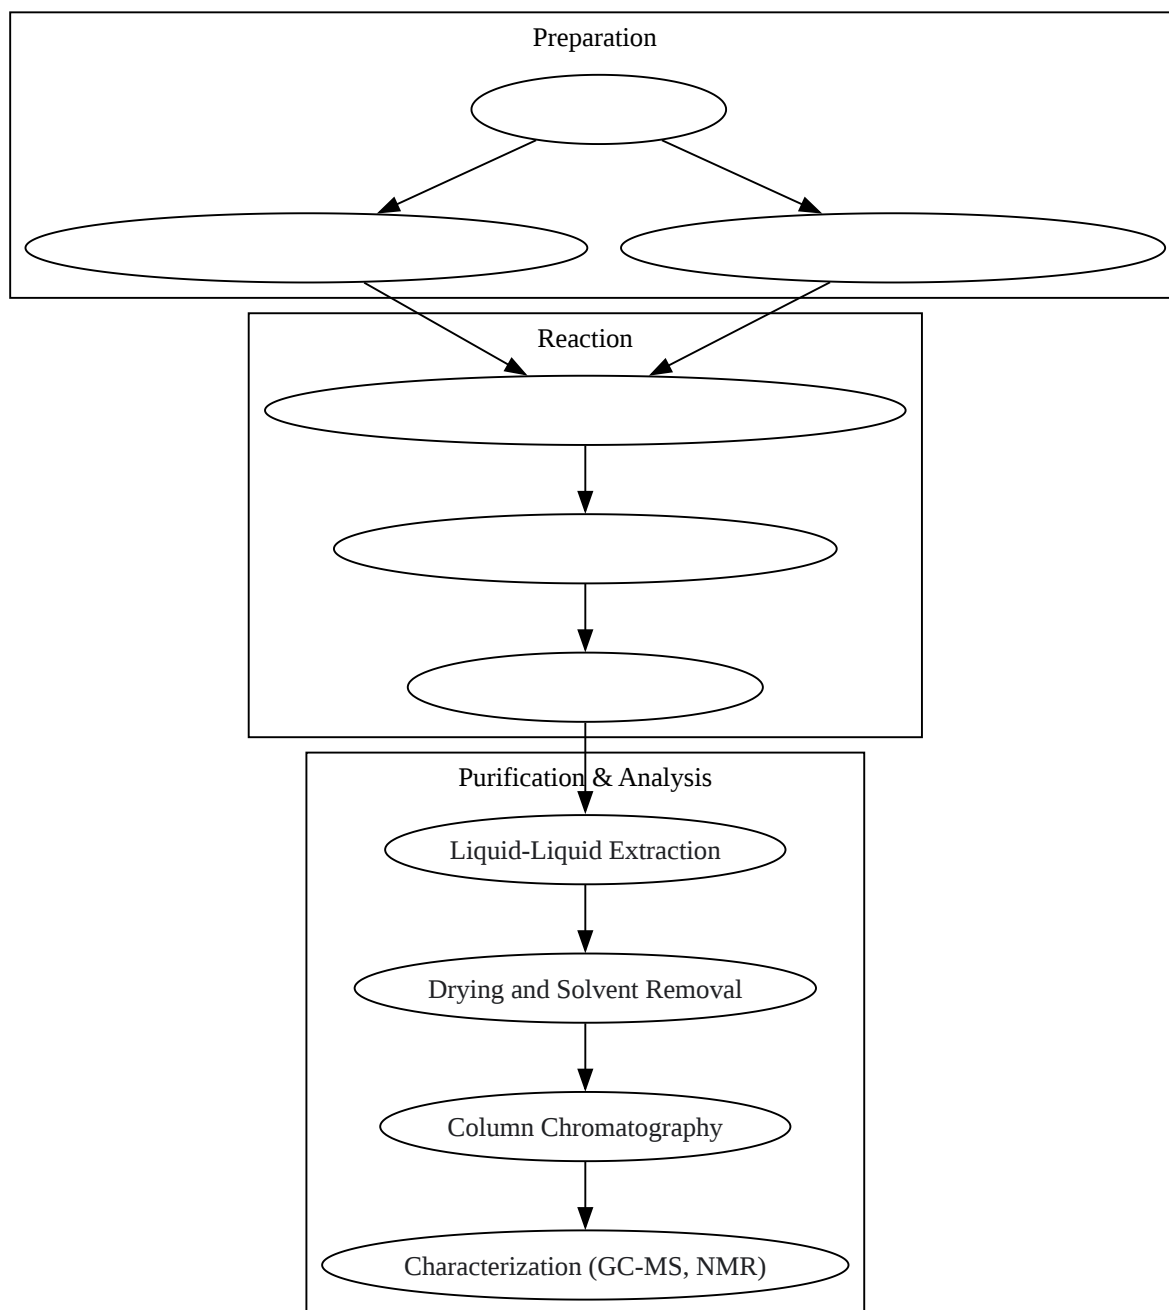 Preparation
Reaction
Purification & Analysis
Liquid-Liquid Extraction
Drying and Solvent Removal
Column Chromatography
Characterization (GC-MS, NMR)